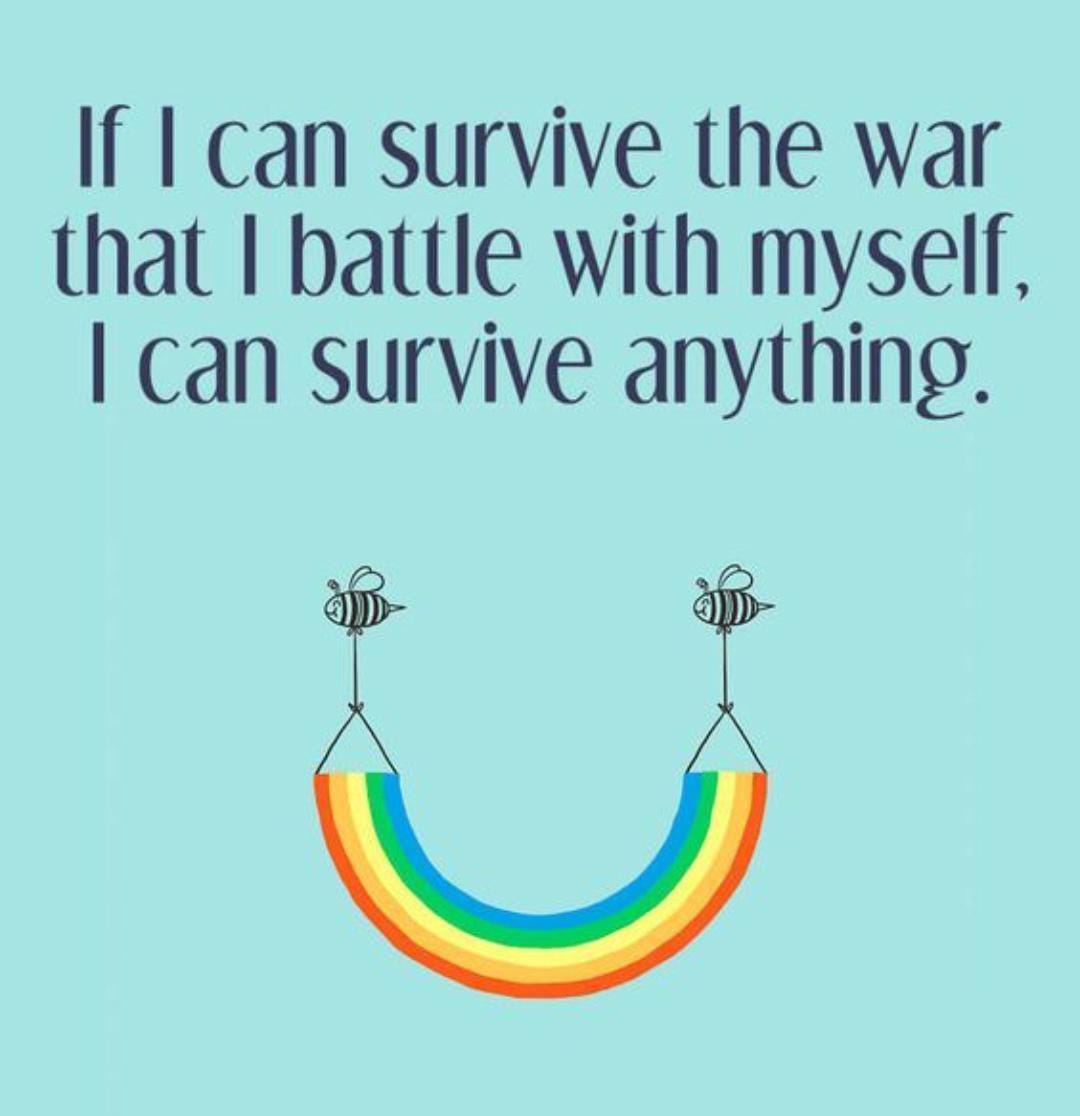 If I can survive the war
that I battle with myself,
I can survive anything.